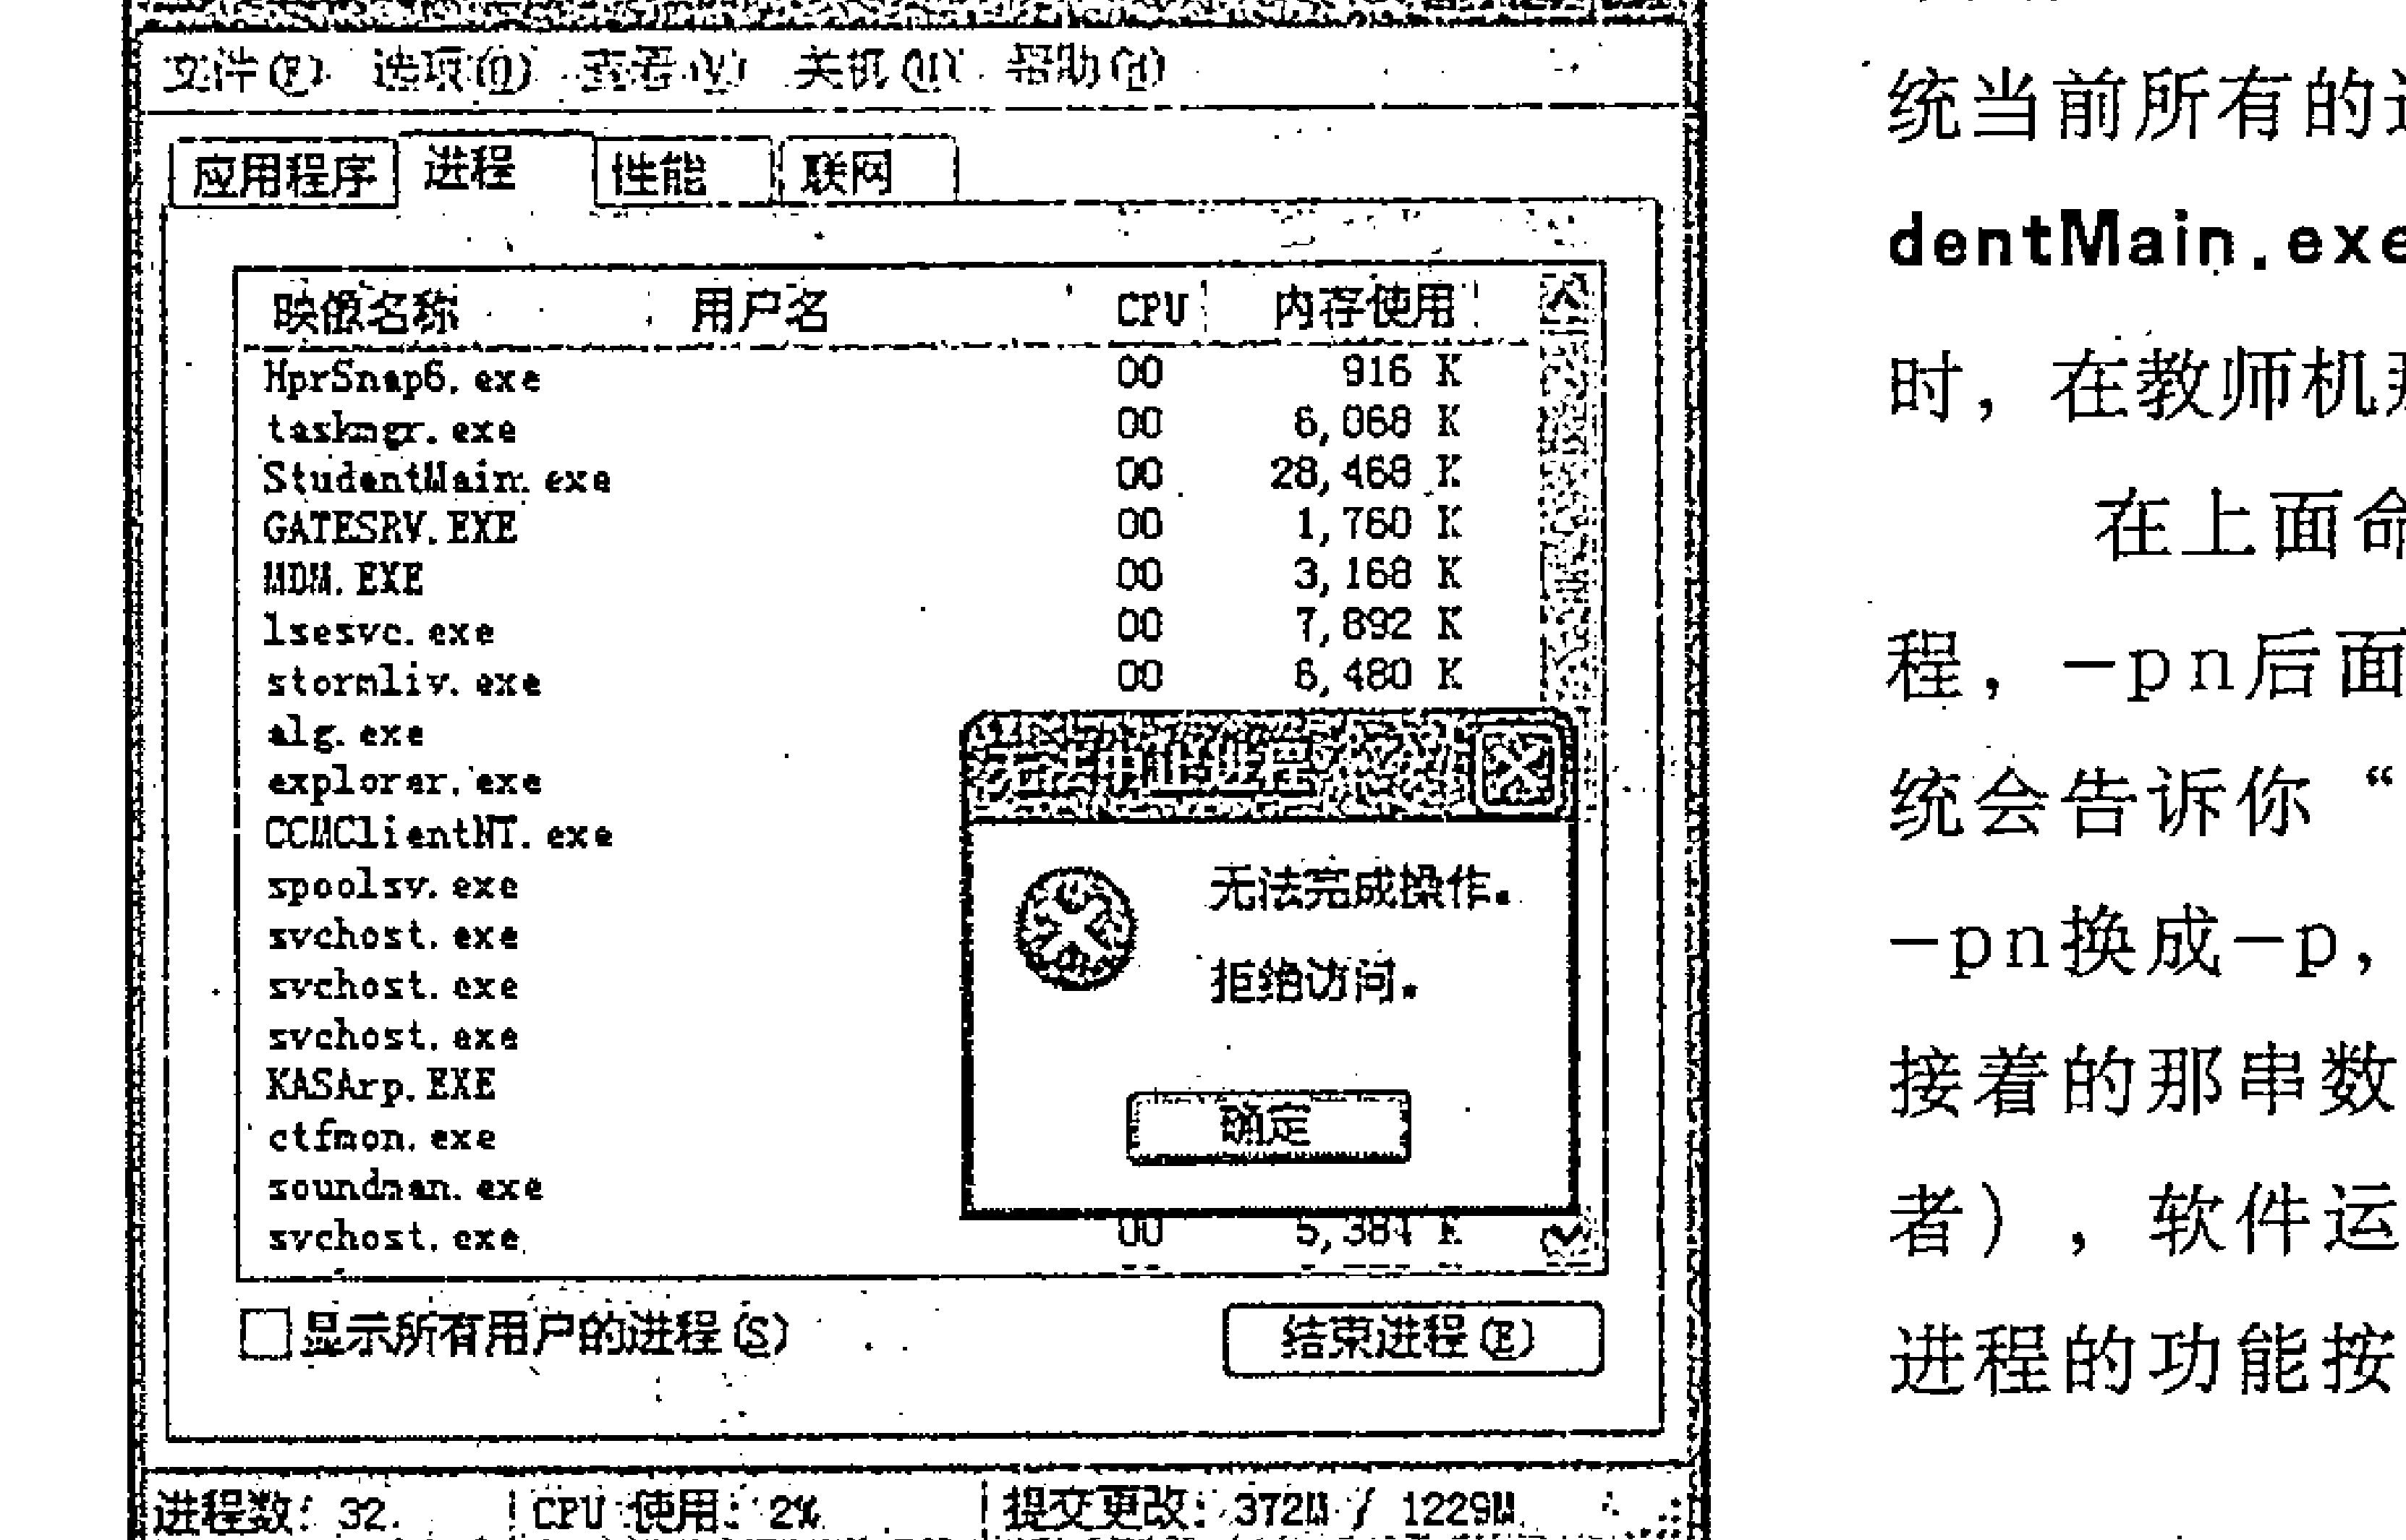 文件(F) 选项(O) 查看(V) 关机(U) 帮助(H)
应用程序 进程 性能 联网
映像名称 用户名 CPU 内存使用
HprSnap6.exe 00 916 K
taskmgr.exe 00 6,068 K
StudentMain.exe 00 28,468 K
GATESRV.EXE 00 1,760 K
MDM.EXE 00 3,168 K
lsesvc.exe 00 7,892 K
stormliv.exe 00 6,480 K
alg.exe
explorer.exe
CCMClientNT.exe
spoolsv.exe
svchost.exe
svchost.exe
svchost.exe
KASArp.EXE
ctfmon.exe
soundman.exe
svchost.exe 00 5,384 K
无法中止进程
无法完成操作。
拒绝访问。
确定
显示所有用户的进程(S) 结束进程(E)
进程数: 32 CPU 使用: 2% 提交更改: 372M / 1229M
统当前所有的进
dentMain.exe
时，在教师机那
在上面命
程，-pn后面
统会告诉你“
-pn换成-p，
接着的那串数
者），软件运
进程的功能按